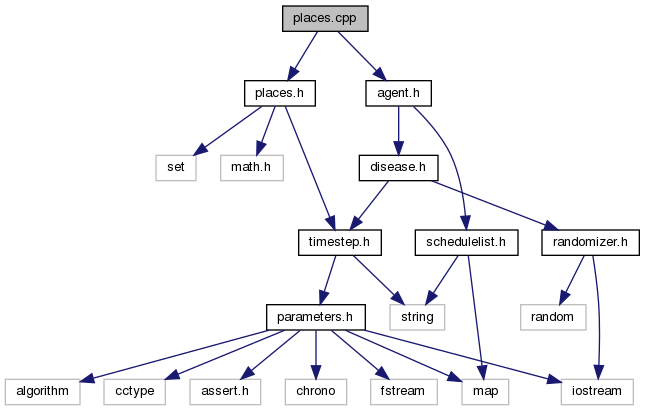 places.cpp
places.h
agent.h
set
math.h
disease.h
timestep.h
schedulelist.h
randomizer.h
parameters.h
string
random
algorithm
cctype
assert.h
chrono
fstream
map
iostream